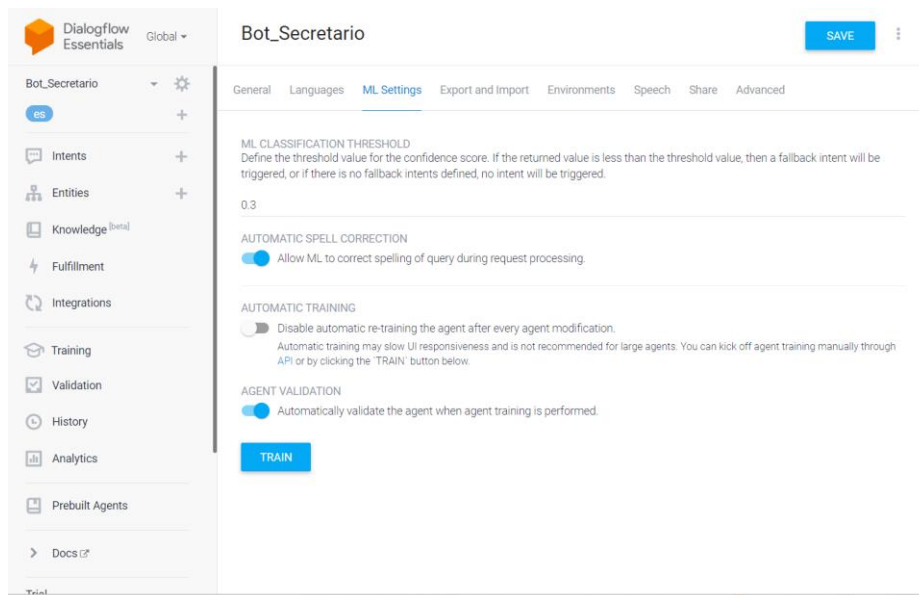 Dialogflow
Essentials
Global
Bot_Secretario
SAVE
Bot_Secretario
es
Intents
Entities
Knowledge [beta]
Fulfillment
Integrations
Training
Validation
History
Analytics
Prebuilt Agents
Docs
Trial
General Languages ML Settings Export and Import Environments Speech Share Advanced
ML CLASSIFICATION THRESHOLD
Define the threshold value for the confidence score. If the returned value is less than the threshold value, then a fallback intent will be
triggered, or if there is no fallback intents defined, no intent will be triggered.
0.3
AUTOMATIC SPELL CORRECTION
Allow ML to correct spelling of query during request processing.
AUTOMATIC TRAINING
Disable automatic re-training the agent after every agent modification.
Automatic training may slow UI responsiveness and is not recommended for large agents. You can kick off agent training manually through
API or by clicking the `TRAIN` button below.
AGENT VALIDATION
Automatically validate the agent when agent training is performed.
TRAIN